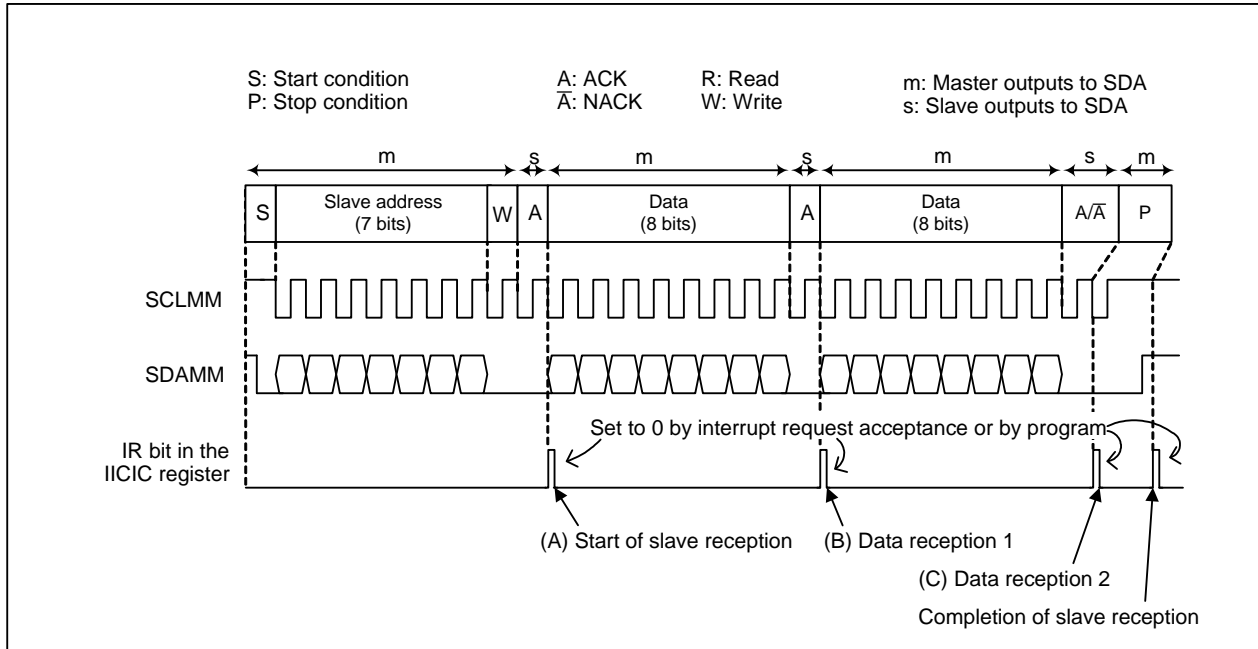 S: Start condition
P: Stop condition
A: ACK
A̅: NACK
R: Read
W: Write
m: Master outputs to SDA
s: Slave outputs to SDA
m s m s m s m
S
Slave address
(7 bits)
W
A
Data
(8 bits)
A
Data
(8 bits)
A/A̅
P
SCLMM
SDAMM
Set to 0 by interrupt request acceptance or by program
IR bit in the
IICIC register
(A) Start of slave reception
(B) Data reception 1
(C) Data reception 2
Completion of slave reception